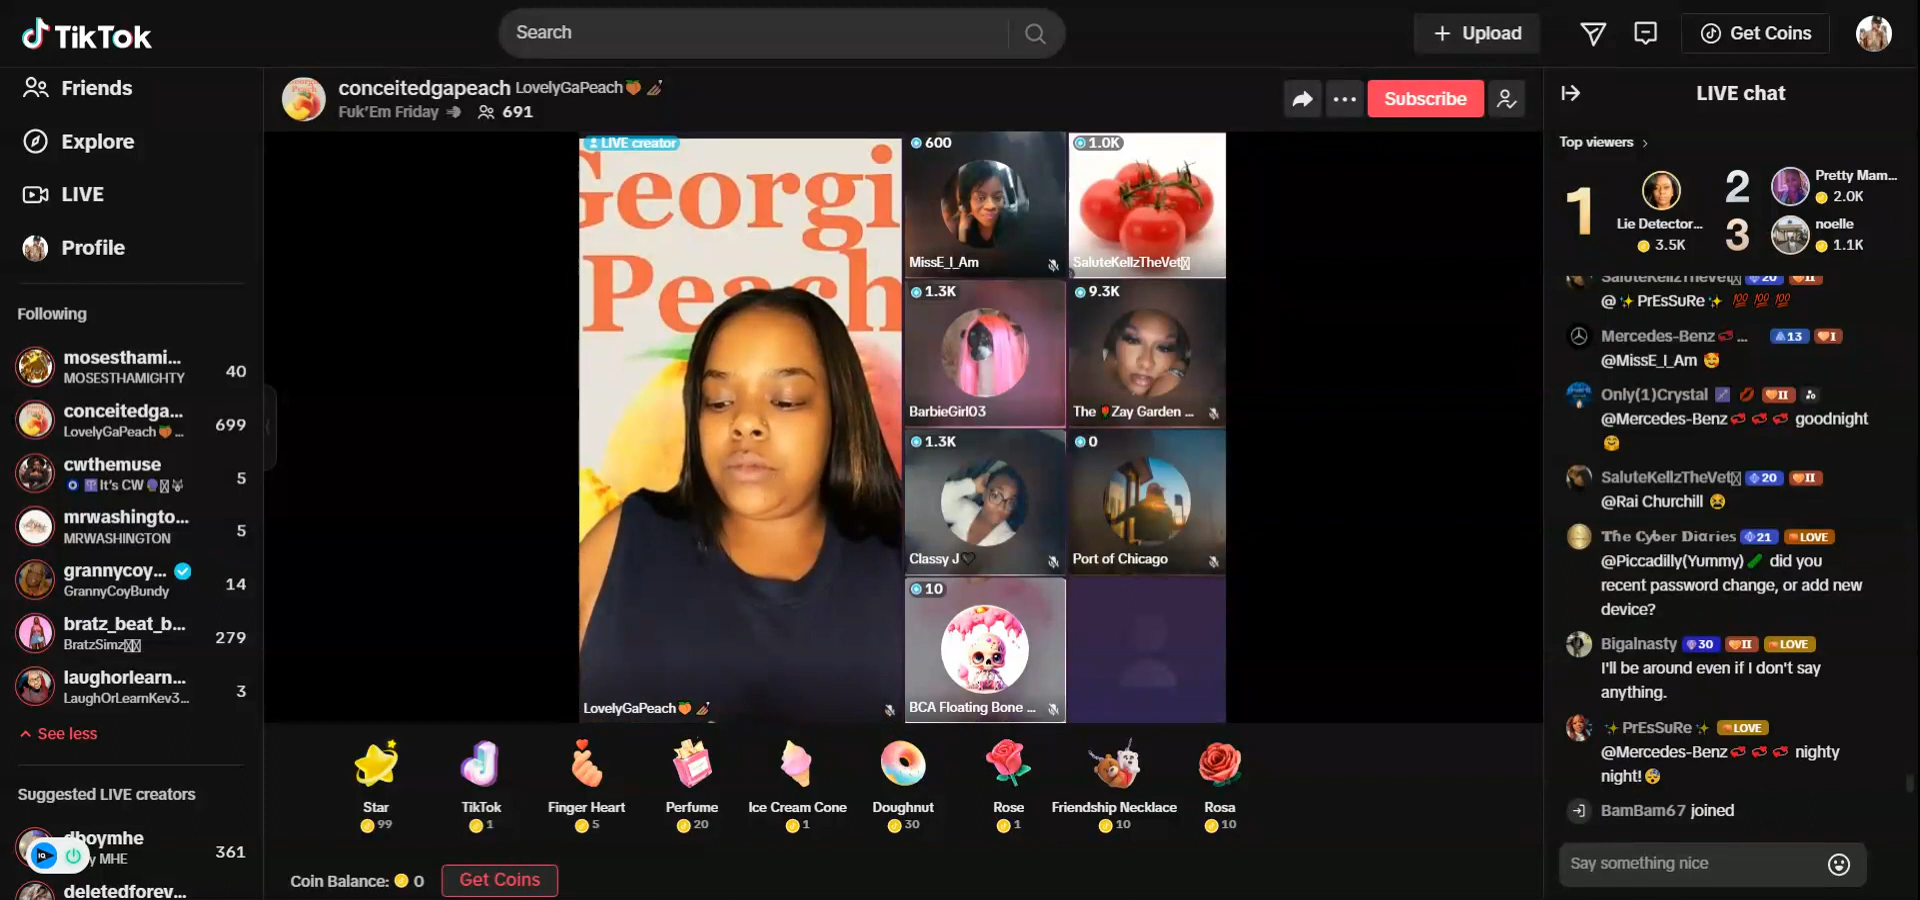 TikTok
Search
Upload
Get Coins
Friends
Explore
LIVE
Profile
Following
mosesthami...
MOSESTHAMIGHTY
40
conceitedga...
LovelyGaPeach🍑...
699
cwthemuse
It's CW
5
mrwashingto...
MRWASHINGTON
5
grannycoy...
GrannyCoyBundy
14
bratz_beat_b...
BratzSimz
279
laughorlearn...
LaughOrLearnKev3...
3
See less
Suggested LIVE creators
dboymhe
y MHE
361
deletedforev...
conceitedgapeach LovelyGaPeach🍑💅🏾
Fuk'Em Friday
691
Subscribe
LIVE creator
Georgi
Peach
LovelyGaPeach🍑💅🏾
600
MissE_I_Am
1.0K
SaluteKellzTheVet
1.3K
BarbieGirl03
9.3K
The 🌹Zay Garden ...
1.3K
Classy J🖤
0
Port of Chicago
10
BCA Floating Bone ...
Star
99
TikTok
1
Finger Heart
5
Perfume
20
Ice Cream Cone
1
Doughnut
30
Rose
1
Friendship Necklace
10
Rosa
10
Coin Balance: 0
Get Coins
LIVE chat
Top viewers
1
Lie Detector...
3.5K
2
Pretty Mam...
2.0K
3
noelle
1.1K
SaluteKellzTheVet 20 II
@✨PrEsSuRe✨ 💯💯💯
Mercedes-Benz💋... 13 I
@MissE_I_Am 🥰
Only(1)Crystal ♐💋 II
@Mercedes-Benz💋💋💋 goodnight
🤗
SaluteKellzTheVet 20 II
@Rai Churchill 😫
The Cyber Diaries 21 LOVE
@Piccadilly(Yummy)🥒 did you
recent password change, or add new
device?
Bigalnasty 30 II LOVE
I'll be around even if I don't say
anything.
✨PrEsSuRe✨ LOVE
@Mercedes-Benz💋💋💋 nighty
night!😴
BamBam67 joined
Say something nice